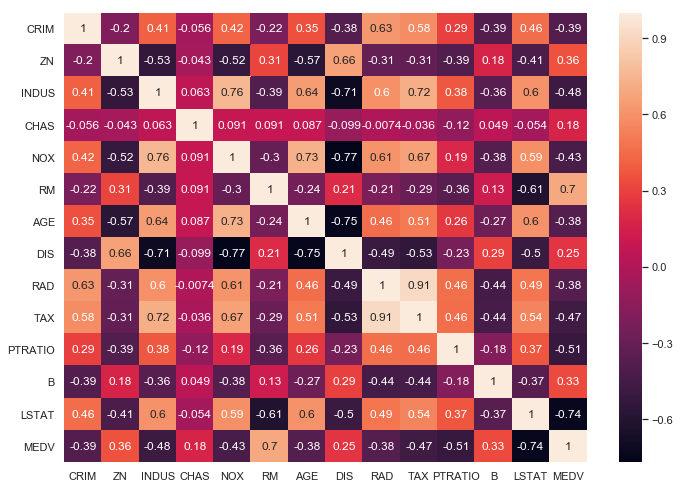 CRIM 1 -0.2 0.41 -0.056 0.42 -0.22 0.35 -0.38 0.63 0.58 0.29 -0.39 0.46 -0.39
ZN -0.2 1 -0.53 -0.043 -0.52 0.31 -0.57 0.66 -0.31 -0.31 -0.39 0.18 -0.41 0.36
INDUS 0.41 -0.53 1 0.063 0.76 -0.39 0.64 -0.71 0.6 0.72 0.38 -0.36 0.6 -0.48
CHAS -0.056 -0.043 0.063 1 0.091 0.091 0.087 -0.099 -0.0074 -0.036 -0.12 0.049 -0.054 0.18
NOX 0.42 -0.52 0.76 0.091 1 -0.3 0.73 -0.77 0.61 0.67 0.19 -0.38 0.59 -0.43
RM -0.22 0.31 -0.39 0.091 -0.3 1 -0.24 0.21 -0.21 -0.29 -0.36 0.13 -0.61 0.7
AGE 0.35 -0.57 0.64 0.087 0.73 -0.24 1 -0.75 0.46 0.51 0.26 -0.27 0.6 -0.38
DIS -0.38 0.66 -0.71 -0.099 -0.77 0.21 -0.75 1 -0.49 -0.53 -0.23 0.29 -0.5 0.25
RAD 0.63 -0.31 0.6 -0.0074 0.61 -0.21 0.46 -0.49 1 0.91 0.46 -0.44 0.49 -0.38
TAX 0.58 -0.31 0.72 -0.036 0.67 -0.29 0.51 -0.53 0.91 1 0.46 -0.44 0.54 -0.47
PTRATIO 0.29 -0.39 0.38 -0.12 0.19 -0.36 0.26 -0.23 0.46 0.46 1 -0.18 0.37 -0.51
B -0.39 0.18 -0.36 0.049 -0.38 0.13 -0.27 0.29 -0.44 -0.44 -0.18 1 -0.37 0.33
LSTAT 0.46 -0.41 0.6 -0.054 0.59 -0.61 0.6 -0.5 0.49 0.54 0.37 -0.37 1 -0.74
MEDV -0.39 0.36 -0.48 0.18 -0.43 0.7 -0.38 0.25 -0.38 -0.47 -0.51 0.33 -0.74 1
CRIM ZN INDUS CHAS NOX RM AGE DIS RAD TAX PTRATIO B LSTAT MEDV
0.9
0.6
0.3
0.0
-0.3
-0.6